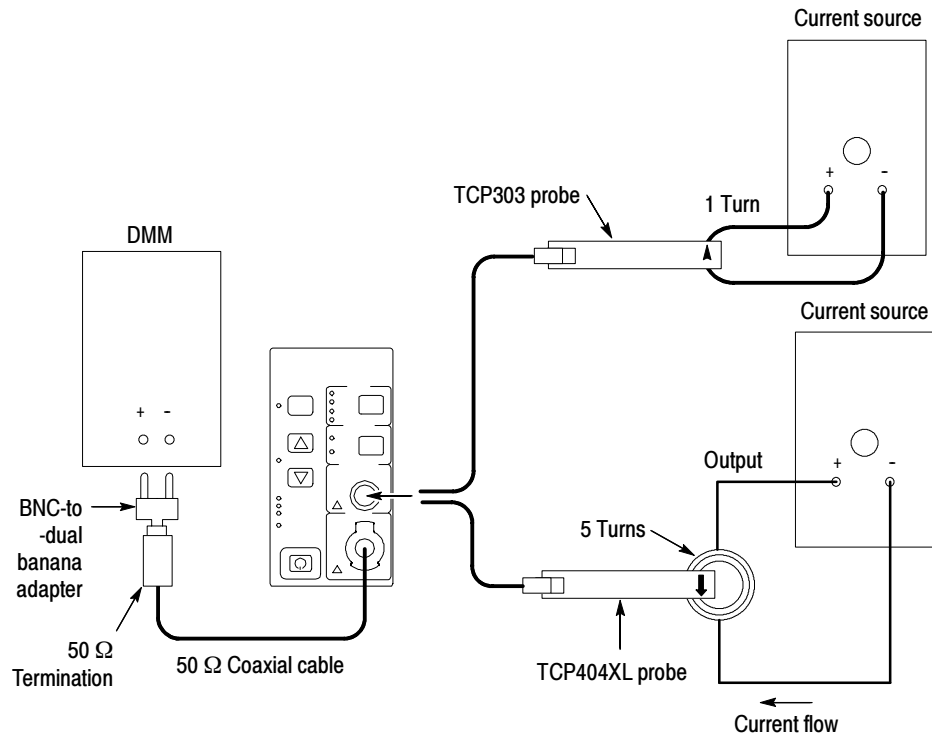 Current source
+ -
TCP303 probe
1 Turn
DMM
+ -
Current source
+ -
Output
5 Turns
BNC-to
-dual
banana
adapter
50 Ω
Termination
50 Ω Coaxial cable
TCP404XL probe
Current flow